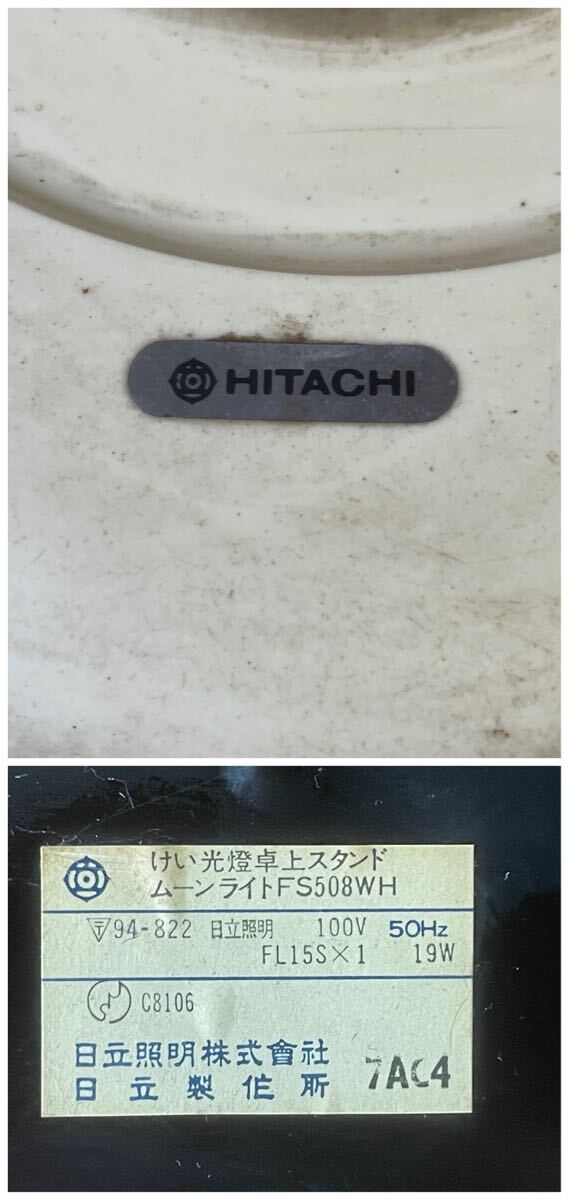 HITACHI
けい光燈卓上スタンド
ムーンライトFS508WH
〒94-822 日立照明 100V 50Hz
FL15S×1 19W
C8106
日立照明株式會社
日立製作所 7AC4